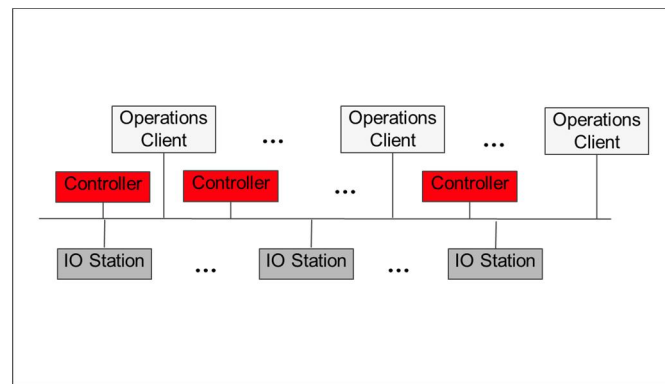 Operations
Client
...
Operations
Client
...
Operations
Client
Controller
Controller
...
Controller
IO Station
...
IO Station
...
IO Station